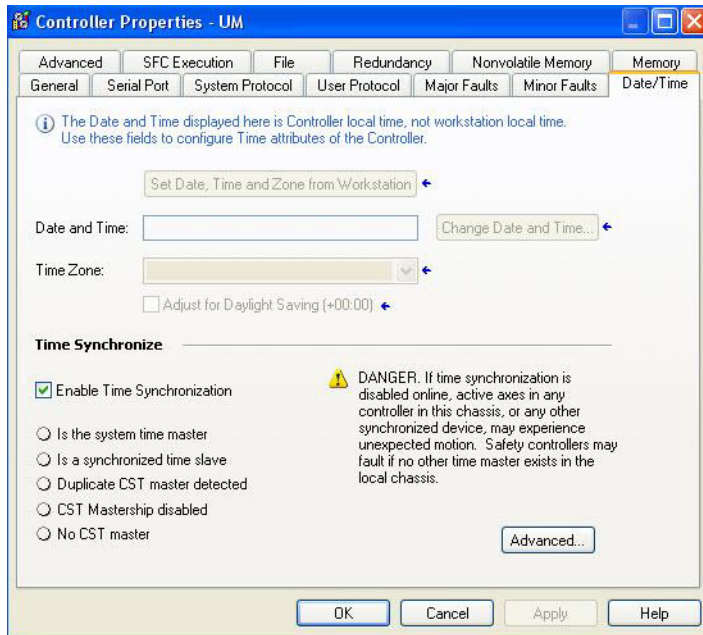 Controller Properties - UM
Advanced SFC Execution File Redundancy Nonvolatile Memory Memory
General Serial Port System Protocol User Protocol Major Faults Minor Faults Date/Time
The Date and Time displayed here is Controller local time, not workstation local time.
Use these fields to configure Time attributes of the Controller.
Set Date, Time and Zone from Workstation
Date and Time:
Change Date and Time...
Time Zone:
Adjust for Daylight Saving (+00:00)
Time Synchronize
Enable Time Synchronization
Is the system time master
Is a synchronized time slave
Duplicate CST master detected
CST Mastership disabled
No CST master
DANGER. If time synchronization is
disabled online, active axes in any
controller in this chassis, or any other
synchronized device, may experience
unexpected motion. Safety controllers may
fault if no other time master exists in the
local chassis.
Advanced...
OK Cancel Apply Help